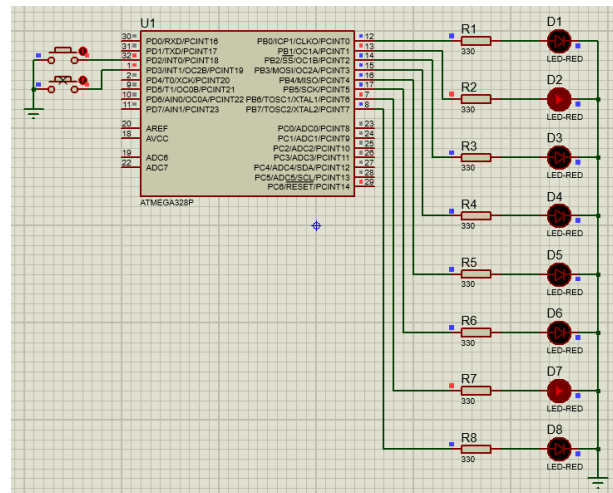 U1
30 PD0/RXD/PCINT16 PB0/ICP1/CLKO/PCINT0 12
31 PD1/TXD/PCINT17 PB1/OC1A/PCINT1 13
32 PD2/INT0/PCINT18 PB2/SS/OC1B/PCINT2 14
1 PD3/INT1/OC2B/PCINT19 PB3/MOSI/OC2A/PCINT3 15
2 PD4/T0/XCK/PCINT20 PB4/MISO/PCINT4 16
9 PD5/T1/OC0B/PCINT21 PB5/SCK/PCINT5 17
10 PD6/AIN0/OC0A/PCINT22 PB6/TOSC1/XTAL1/PCINT6 7
11 PD7/AIN1/PCINT23 PB7/TOSC2/XTAL2/PCINT7 8
20 AREF PC0/ADC0/PCINT8 23
18 AVCC PC1/ADC1/PCINT9 24
PC2/ADC2/PCINT10 25
19 ADC6 PC3/ADC3/PCINT11 26
22 ADC7 PC4/ADC4/SDA/PCINT12 27
PC5/ADC5/SCL/PCINT13 28
PC6/RESET/PCINT14 29
ATMEGA328P
R1 D1
330 LED-RED
R2 D2
330 LED-RED
R3 D3
330 LED-RED
R4 D4
330 LED-RED
R5 D5
330 LED-RED
R6 D6
330 LED-RED
R7 D7
330 LED-RED
R8 D8
330 LED-RED